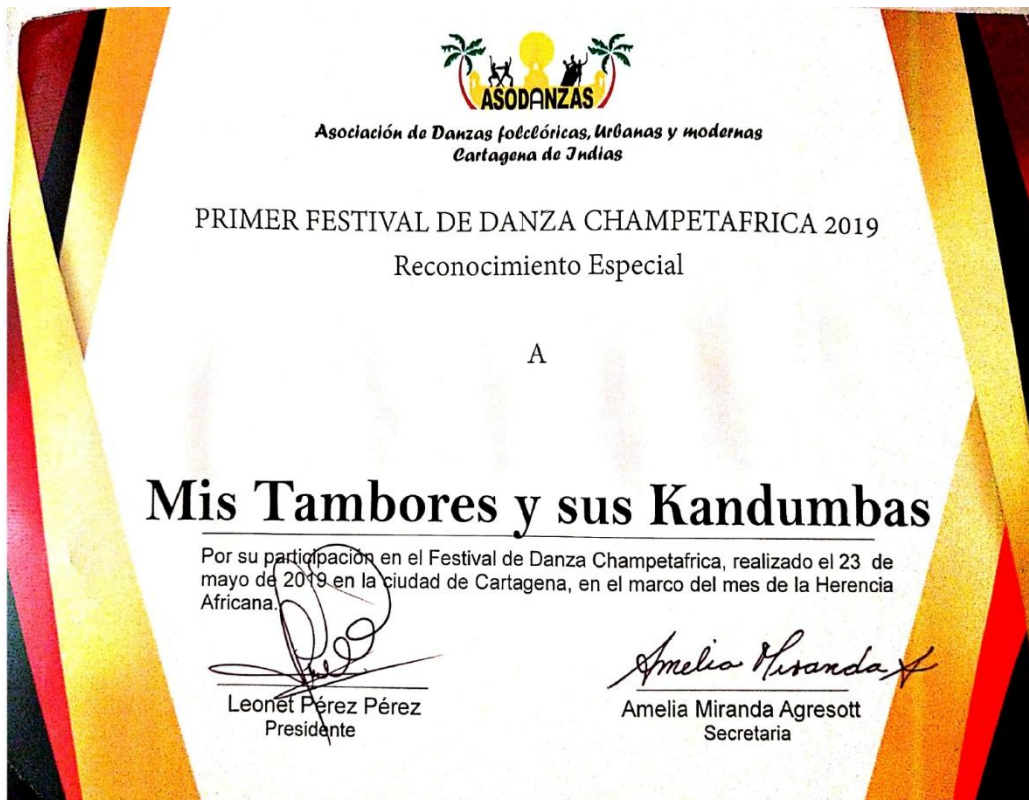 ASODANZAS
Asociación de Danzas folclóricas, Urbanas y modernas
Cartagena de Indias
PRIMER FESTIVAL DE DANZA CHAMPETAFRICA 2019
Reconocimiento Especial
A
Mis Tambores y sus Kandumbas
Por su participación en el Festival de Danza Champetafrica, realizado el 23 de
mayo de 2019 en la ciudad de Cartagena, en el marco del mes de la Herencia
Africana.
Amelia Miranda A
Leonet Pérez Pérez
Presidente
Amelia Miranda Agresott
Secretaria